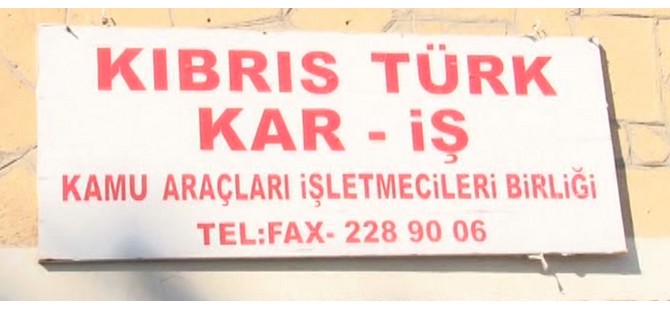 KIBRIS TÜRK
KAR - İŞ
KAMU ARAÇLARI İŞLETMECİLERİ BİRLİĞİ
TEL:FAX- 228 90 06